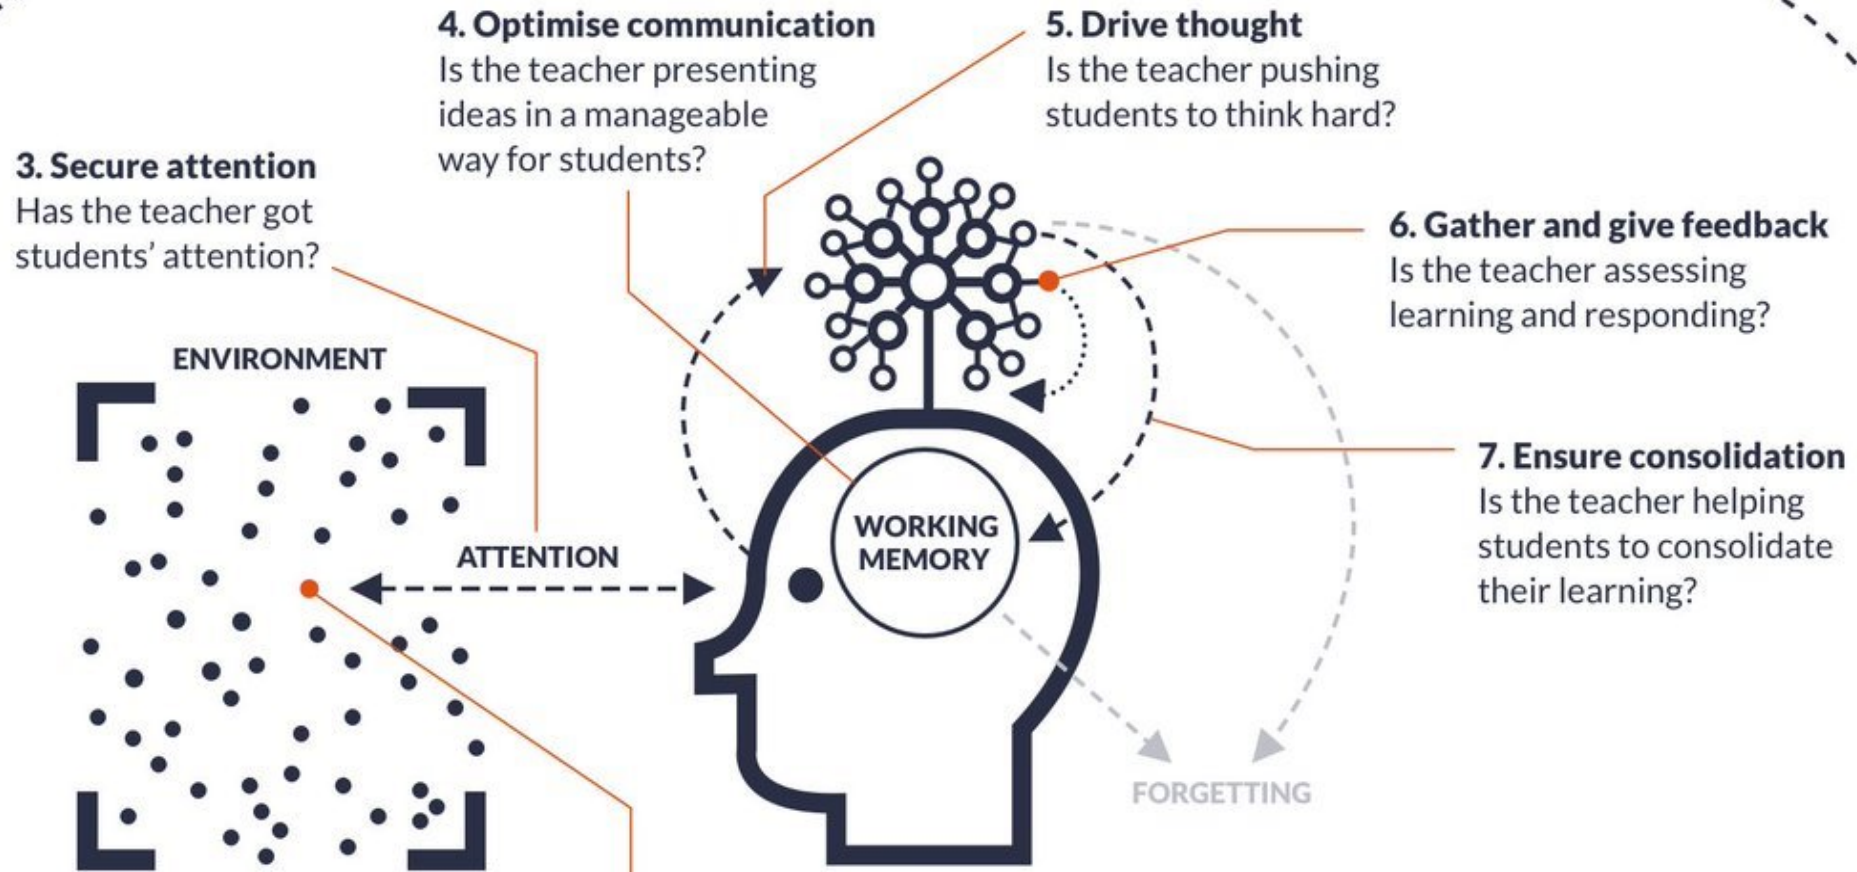 4. Optimise communication
Is the teacher presenting
ideas in a manageable
way for students?
5. Drive thought
Is the teacher pushing
students to think hard?
3. Secure attention
Has the teacher got
students’ attention?
6. Gather and give feedback
Is the teacher assessing
learning and responding?
ENVIRONMENT
7. Ensure consolidation
Is the teacher helping
students to consolidate
their learning?
ATTENTION
WORKING
MEMORY
FORGETTING